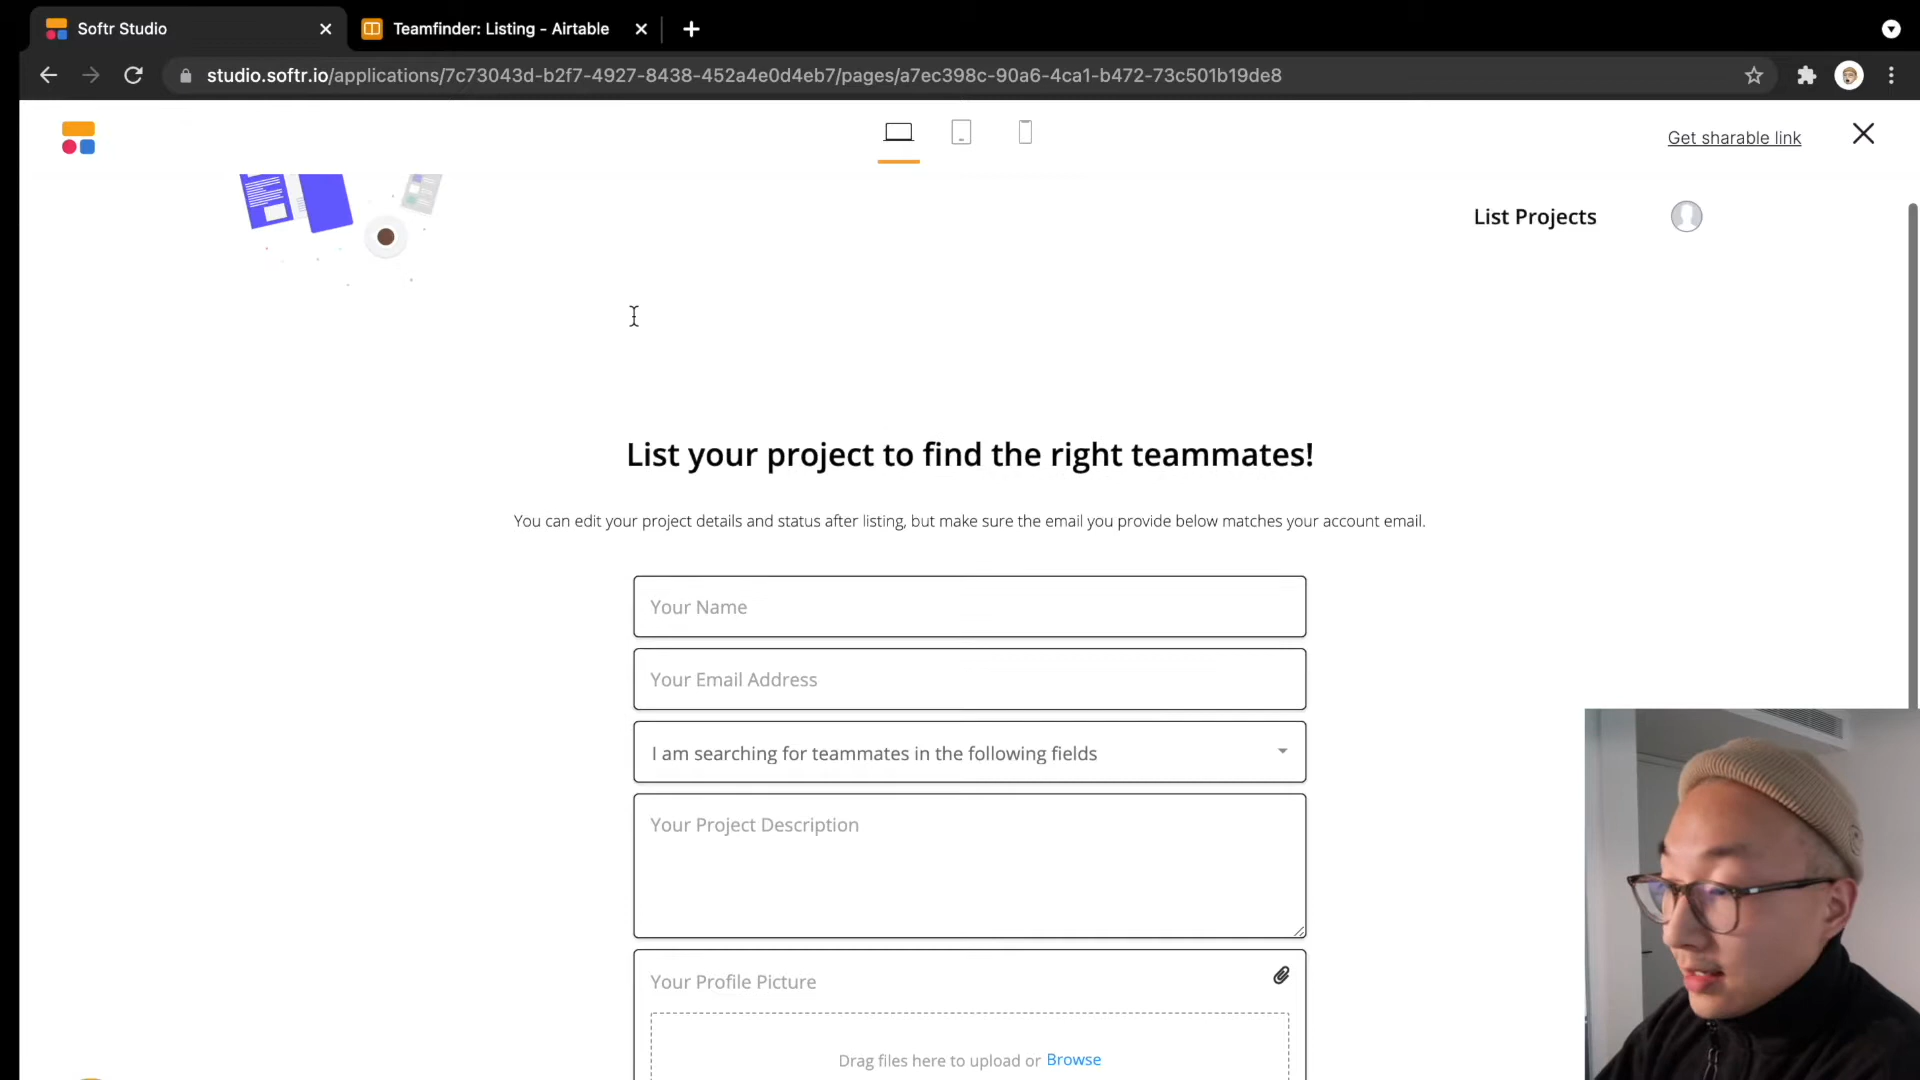 Softr Studio
Teamfinder: Listing - Airtable
studio.softr.io/applications/7c73043d-b2f7-4927-8438-452a4e0d4eb7/pages/a7ec398c-90a6-4ca1-b472-73c501b19de8
Get sharable link
List Projects
List your project to find the right teammates!
You can edit your project details and status after listing, but make sure the email you provide below matches your account email.
Your Name
Your Email Address
I am searching for teammates in the following fields
Your Project Description
Your Profile Picture
Drag files here to upload or Browse